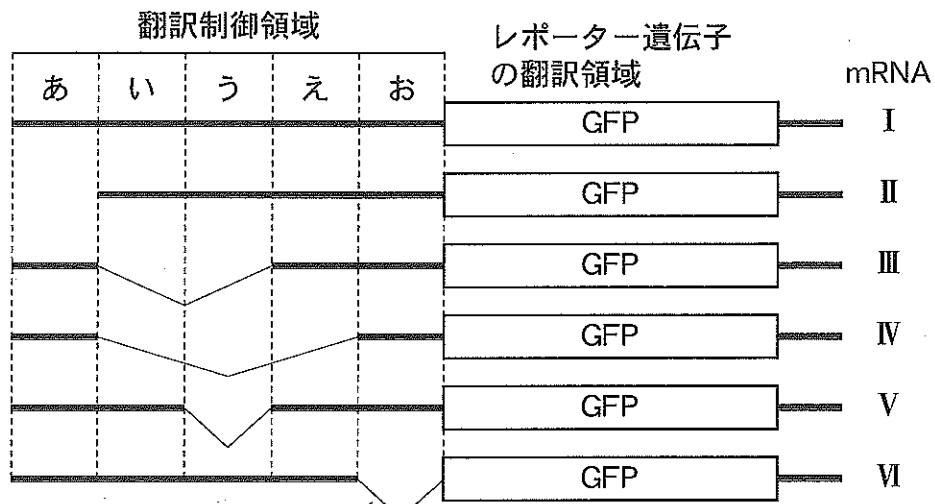 翻訳制御領域
レポーター遺伝子
の翻訳領域
mRNA
あ い う え お
GFP I
GFP II
GFP III
GFP IV
GFP V
GFP VI